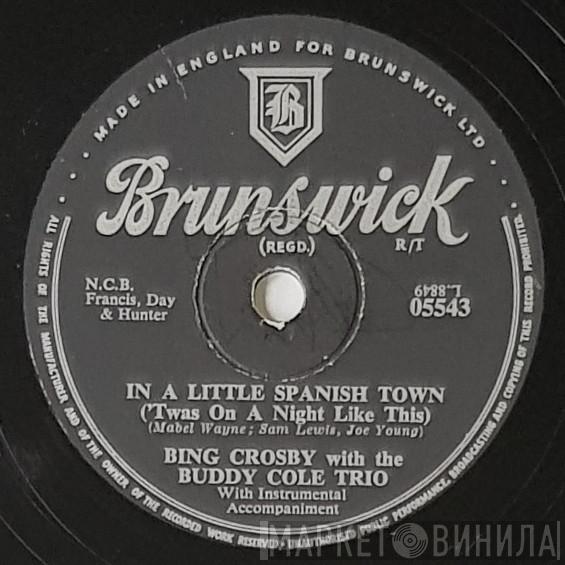 · · · MADE IN ENGLAND FOR BRUNSWICK LTD · · ·
B
Brunswick
(REGD.)
R/T
N.C.B.
Francis, Day
& Hunter
L.8849
05543
IN A LITTLE SPANISH TOWN
('Twas On A Night Like This)
(Mabel Wayne; Sam Lewis, Joe Young)
BING CROSBY with the
BUDDY COLE TRIO
With Instrumental
Accompaniment
ALL RIGHTS OF THE MANUFACTURER AND OF THE OWNER OF THE RECORDED WORK RESERVED · UNAUTHORISED PUBLIC PERFORMANCE, BROADCASTING AND COPYING OF THIS RECORD PROHIBITED.
МАРКЕТ ВИНИЛА